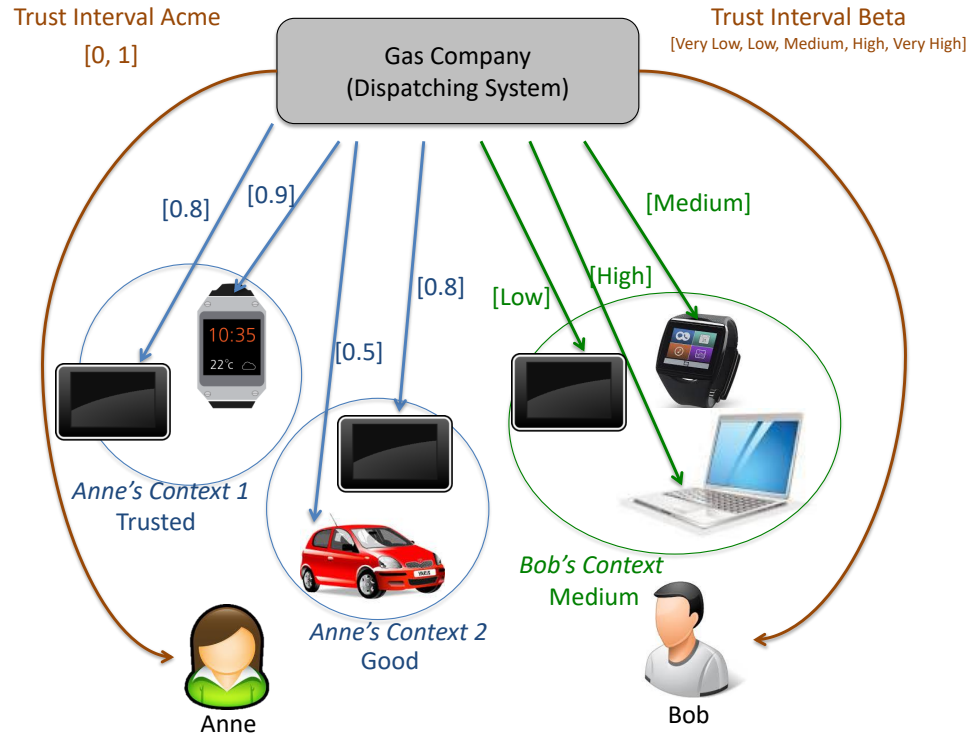 Trust Interval Acme
[0, 1]
Gas Company
(Dispatching System)
Trust Interval Beta
[Very Low, Low, Medium, High, Very High]
[0.8]
[0.9]
[0.5]
[0.8]
[Low]
[High]
[Medium]
10:35
22°c
Anne's Context 1
Trusted
YARIS
Anne's Context 2
Good
Bob's Context
Medium
Anne
Bob